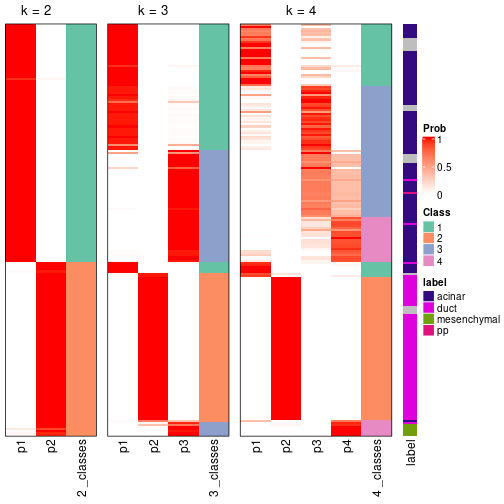 k = 2
k = 3
k = 4
Prob
1
0.5
0
Class
1
2
3
4
label
acinar
duct
mesenchymal
pp
p1
p2
2_classes
p1
p2
p3
3_classes
p1
p2
p3
p4
4_classes
label